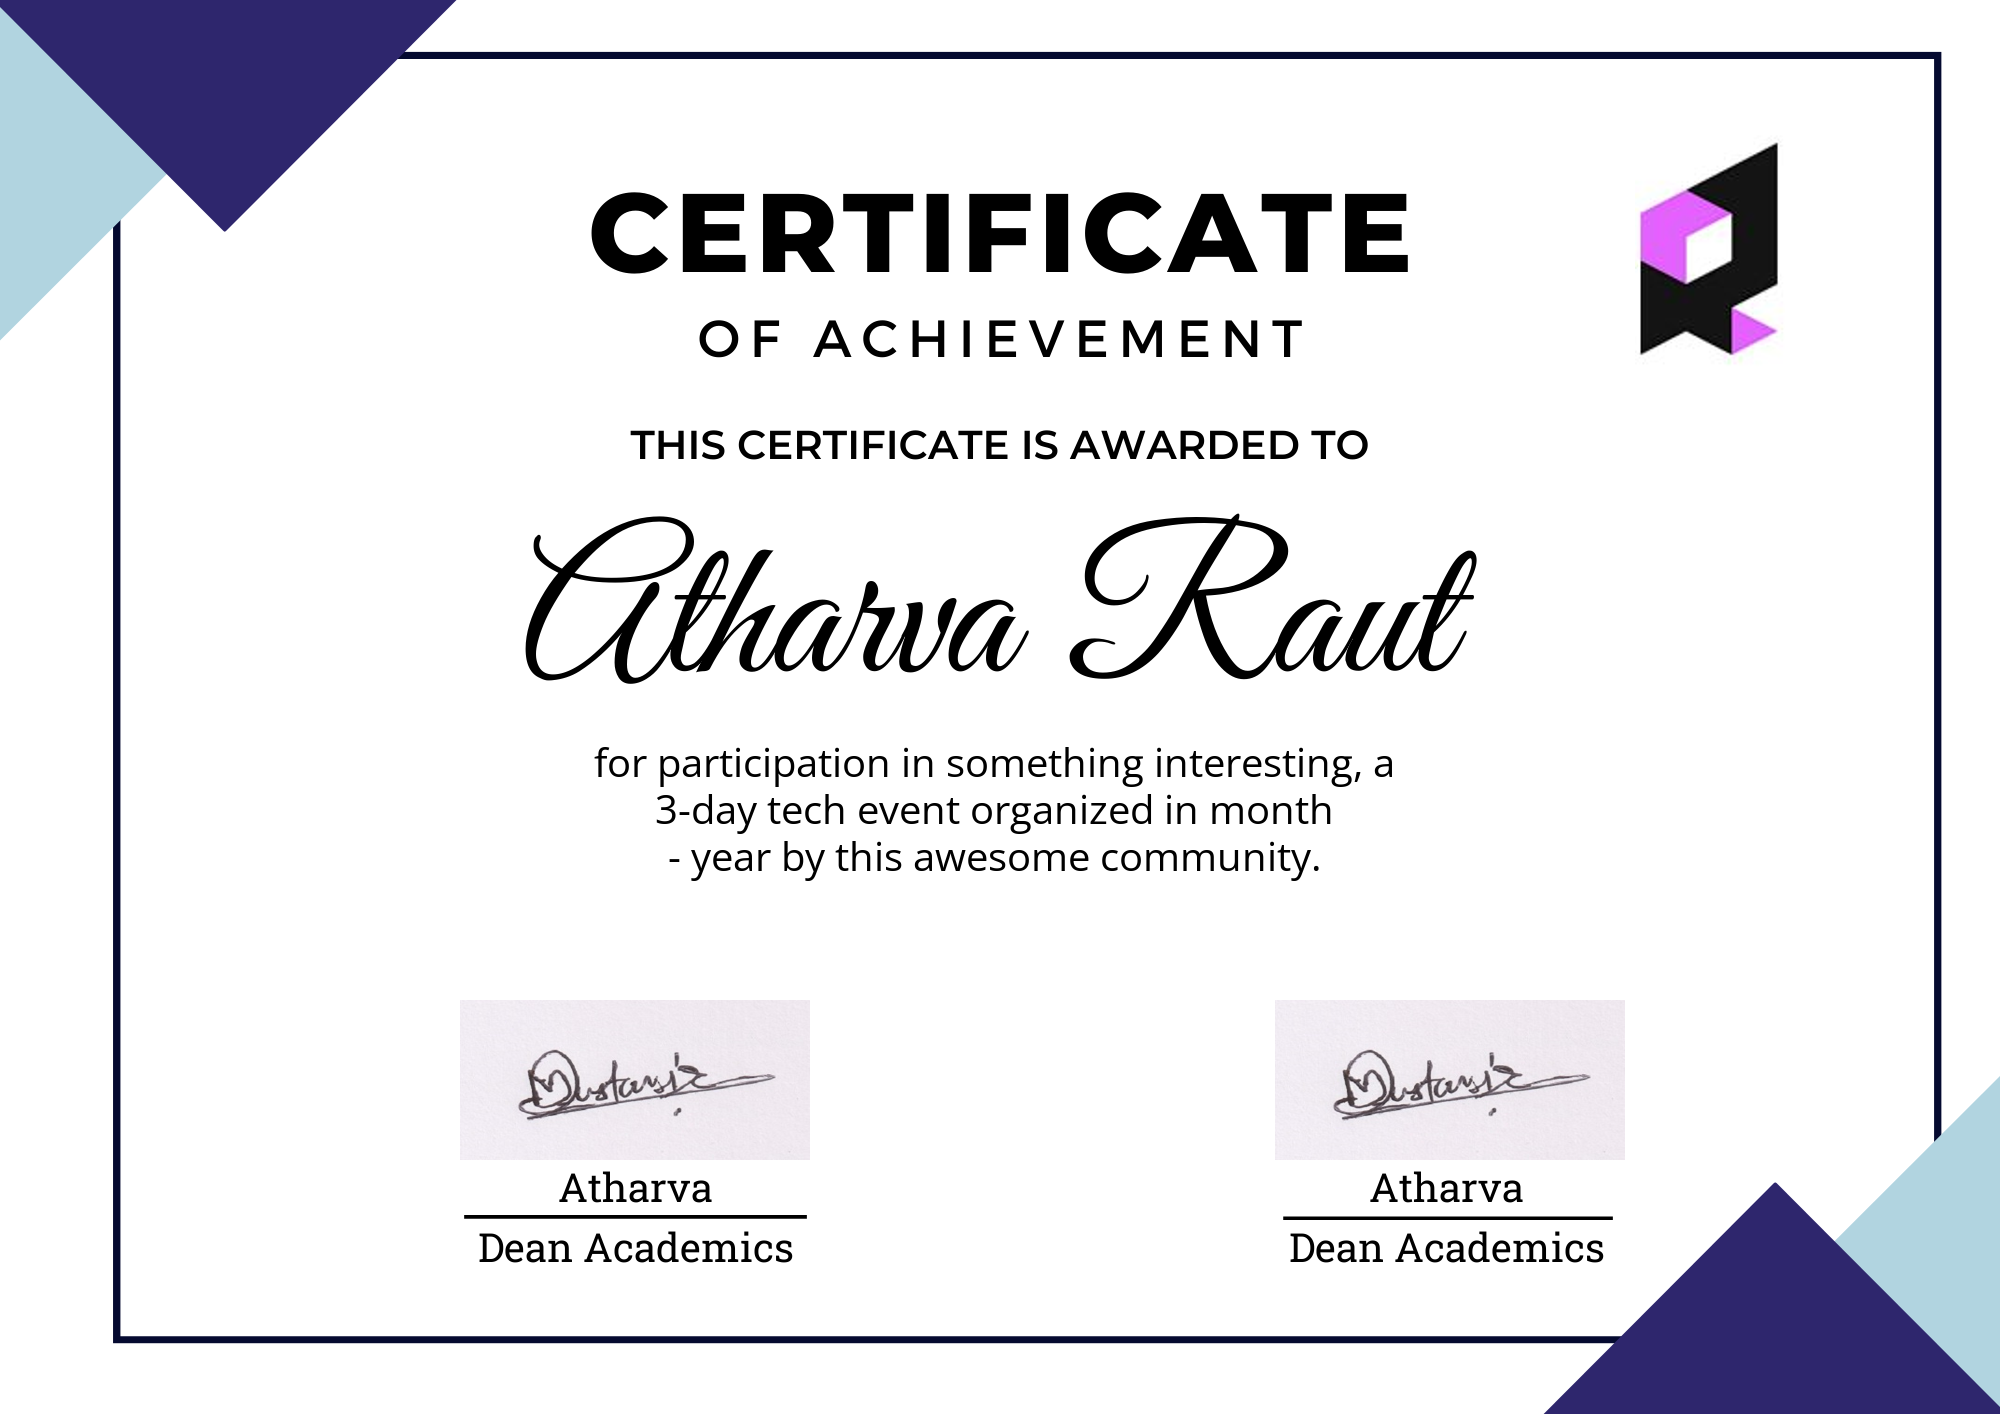 CERTIFICATE
OF ACHIEVEMENT
THIS CERTIFICATE IS AWARDED TO
Atharva Raut
for participation in something interesting, a
3-day tech event organized in month
- year by this awesome community.
Atharva
Dean Academics
Atharva
Dean Academics